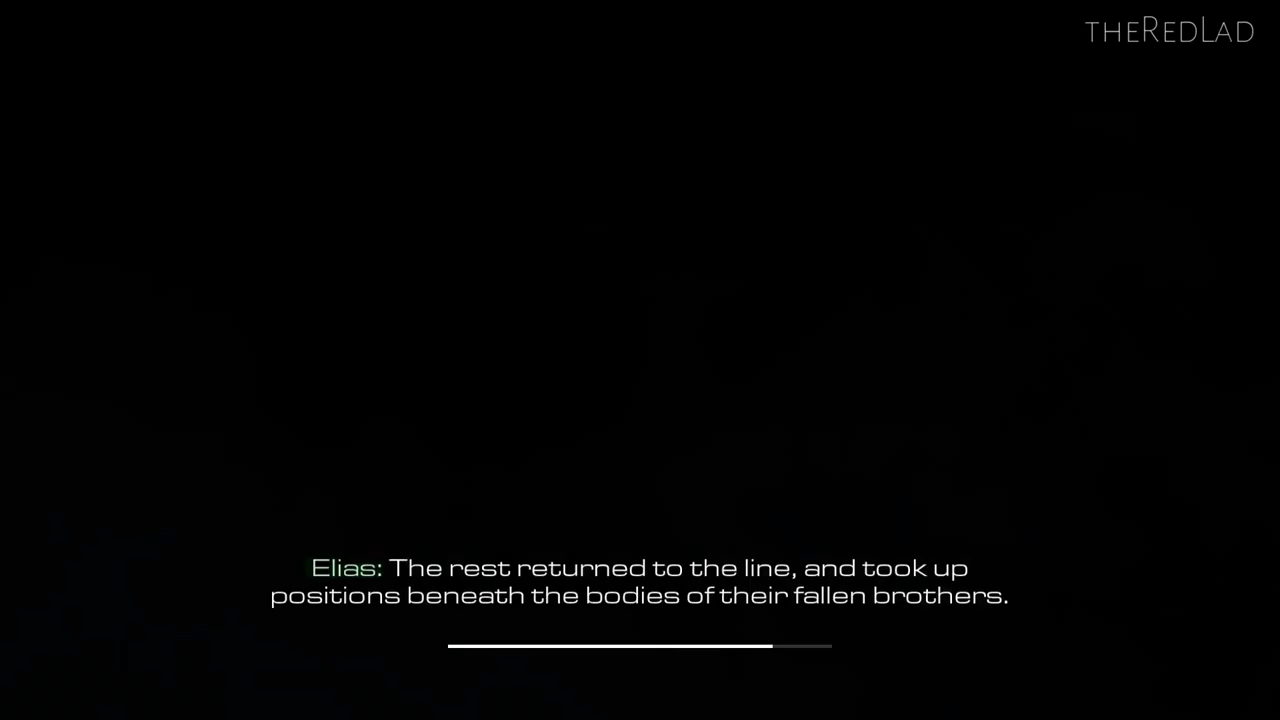 THEREDLAD
Elias: The rest returned to the line, and took up
positions beneath the bodies of their fallen brothers.